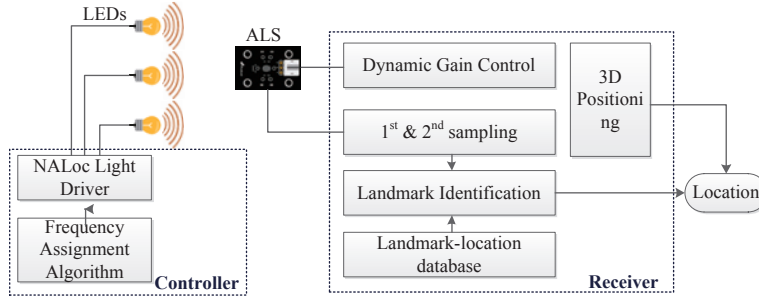 LEDs
NALoc Light
Driver
Frequency
Assignment
Algorithm
Controller
ALS
Dynamic Gain Control
1st & 2nd sampling
Landmark Identification
Landmark-location
database
3D
Positioni
ng
Location
Receiver